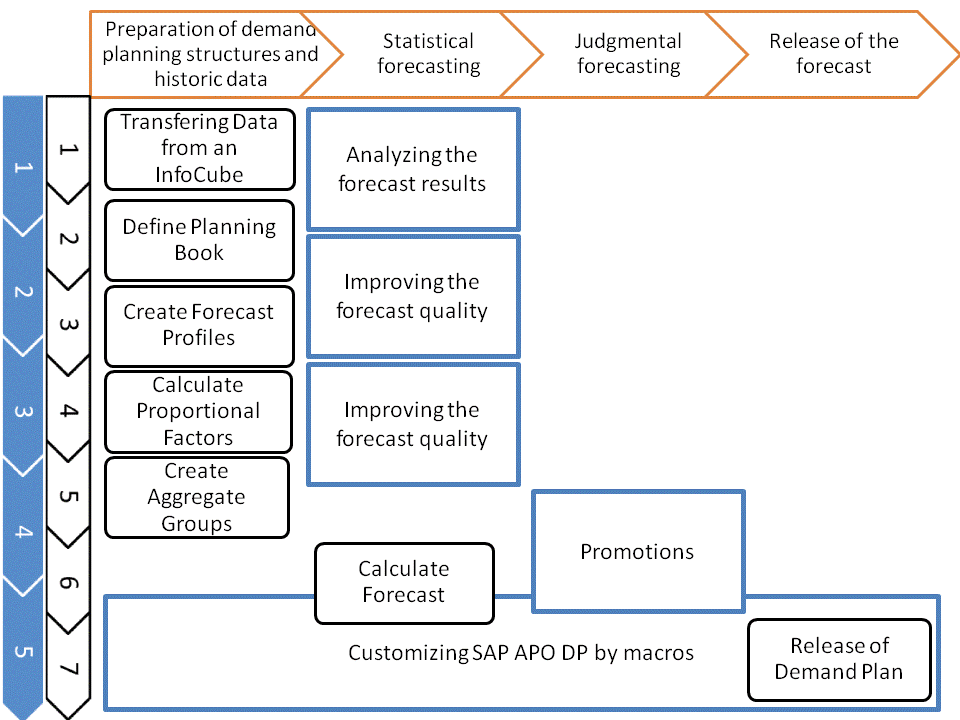 Preparation of demand
planning structures and
historic data
Statistical
forecasting
Judgmental
forecasting
Release of the
forecast
1
2
3
4
5
1
2
3
4
5
6
7
Transfering Data
from an
InfoCube
Define Planning
Book
Create Forecast
Profiles
Calculate
Proportional
Factors
Create
Aggregate
Groups
Analyzing the
forecast results
Improving the
forecast quality
Improving the
forecast quality
Promotions
Calculate
Forecast
Customizing SAP APO DP by macros
Release of
Demand Plan